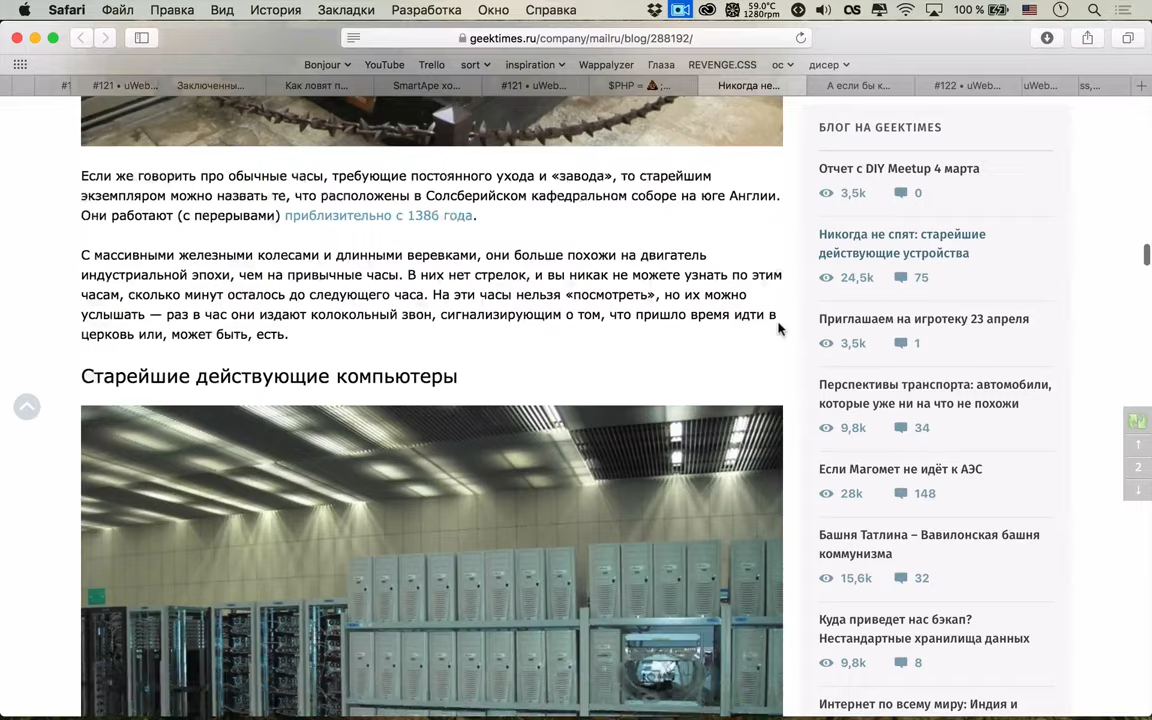 Safari Файл Правка Вид История Закладки Разработка Окно Справка 59.0°C 1280rpm 100 %
geektimes.ru/company/mailru/blog/288192/
Bonjour YouTube Trello sort inspiration Wappalyzer Глаза REVENGE.CSS ос дисер
#1 #121 • uWeb... Заключенны... Как ловят п... SmartApe хо... #121 • uWeb... $PHP = 💩;... Никогда не... А если бы к... #122 • uWeb... uWeb... ss,...
Если же говорить про обычные часы, требующие постоянного ухода и «завода», то старейшим
экземпляром можно назвать те, что расположены в Солсберийском кафедральном соборе на юге Англии.
Они работают (с перерывами) приблизительно с 1386 года.
С массивными железными колесами и длинными веревками, они больше похожи на двигатель
индустриальной эпохи, чем на привычные часы. В них нет стрелок, и вы никак не можете узнать по этим
часам, сколько минут осталось до следующего часа. На эти часы нельзя «посмотреть», но их можно
услышать — раз в час они издают колокольный звон, сигнализирующим о том, что пришло время идти в
церковь или, может быть, есть.
Старейшие действующие компьютеры
БЛОГ НА GEEKTIMES
Отчет с DIY Meetup 4 марта
3,5k 0
Никогда не спят: старейшие
действующие устройства
24,5k 75
Приглашаем на игротеку 23 апреля
3,5k 1
Перспективы транспорта: автомобили,
которые уже ни на что не похожи
9,8k 34
Если Магомет не идёт к АЭС
28k 148
Башня Татлина – Вавилонская башня
коммунизма
15,6k 32
Куда приведет нас бэкап?
Нестандартные хранилища данных
9,8k 8
Интернет по всему миру: Индия и
2